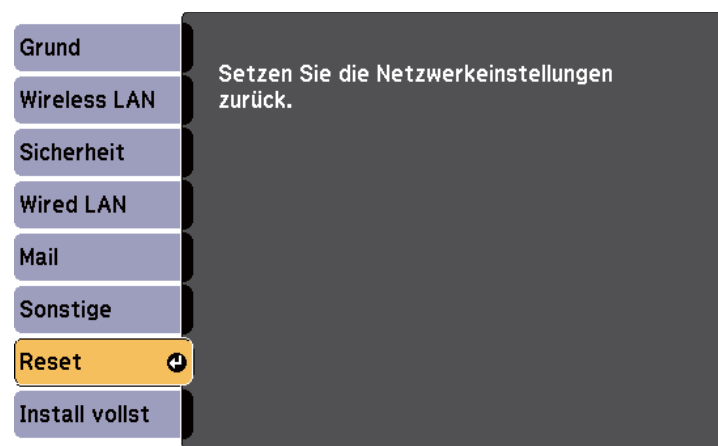 Grund
Wireless LAN
Sicherheit
Wired LAN
Mail
Sonstige
Reset
Install vollst
Setzen Sie die Netzwerkeinstellungen
zurück.